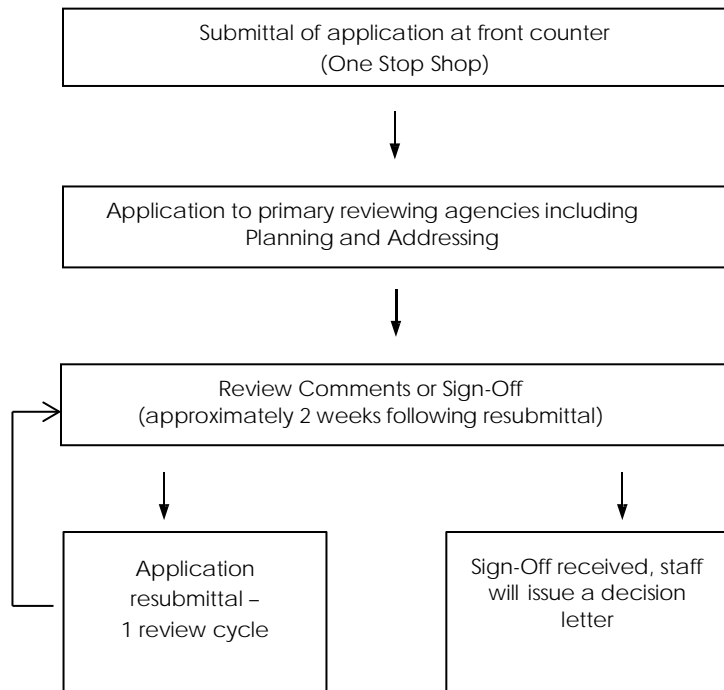 Submittal of application at front counter
(One Stop Shop)
Application to primary reviewing agencies including
Planning and Addressing
Review Comments or Sign-Off
(approximately 2 weeks following resubmittal)
Application
resubmittal –
1 review cycle
Sign-Off received, staff
will issue a decision
letter